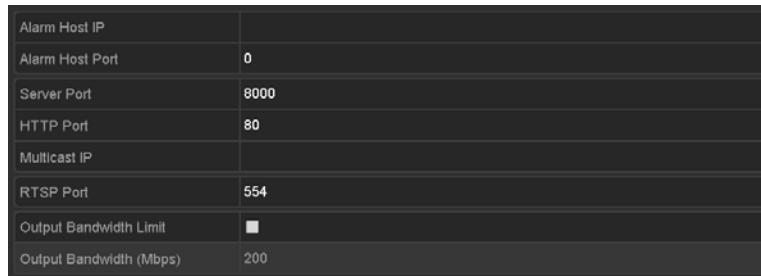 Alarm Host IP
Alarm Host Port 0
Server Port 8000
HTTP Port 80
Multicast IP
RTSP Port 554
Output Bandwidth Limit
Output Bandwidth (Mbps) 200